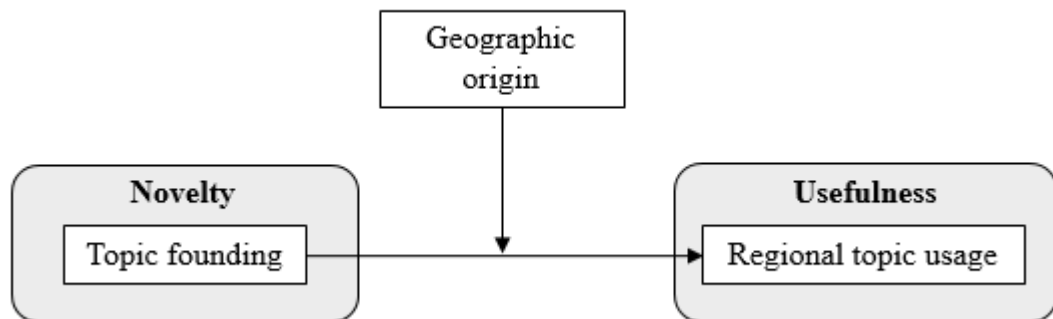 Geographic
origin
Novelty
Usefulness
Topic founding
Regional topic usage